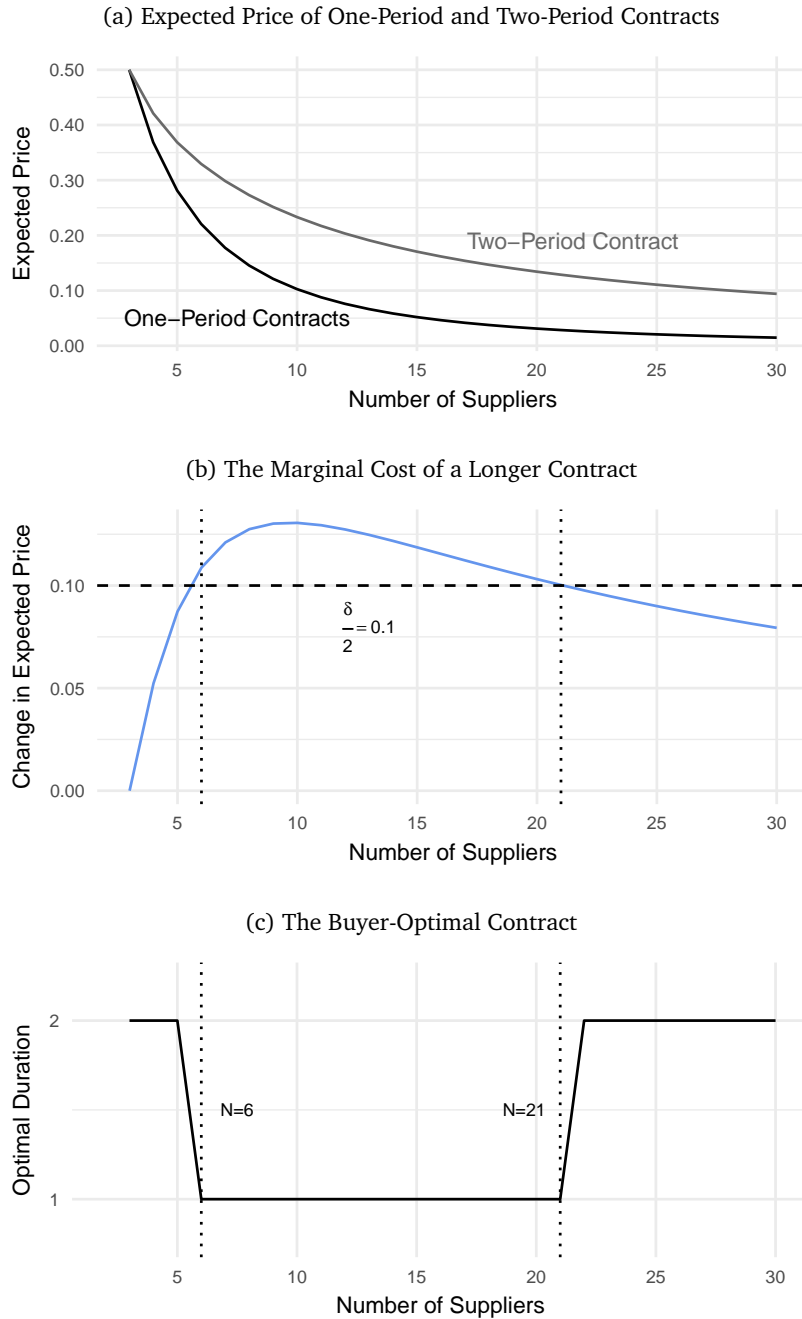 (a) Expected Price of One-Period and Two-Period Contracts
0.50
0.40
0.30
0.20
0.10
0.00
Expected Price
Two−Period Contract
One−Period Contracts
5 10 15 20 25 30
Number of Suppliers
(b) The Marginal Cost of a Longer Contract
0.10
0.05
0.00
Change in Expected Price
δ
2
= 0.1
5 10 15 20 25 30
Number of Suppliers
(c) The Buyer-Optimal Contract
2
1
Optimal Duration
N=6 N=21
5 10 15 20 25 30
Number of Suppliers